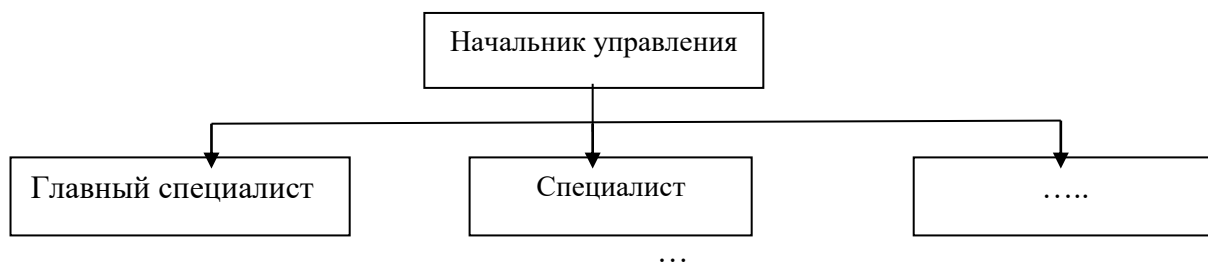 Начальник управления
Главный специалист
Специалист
…..
…